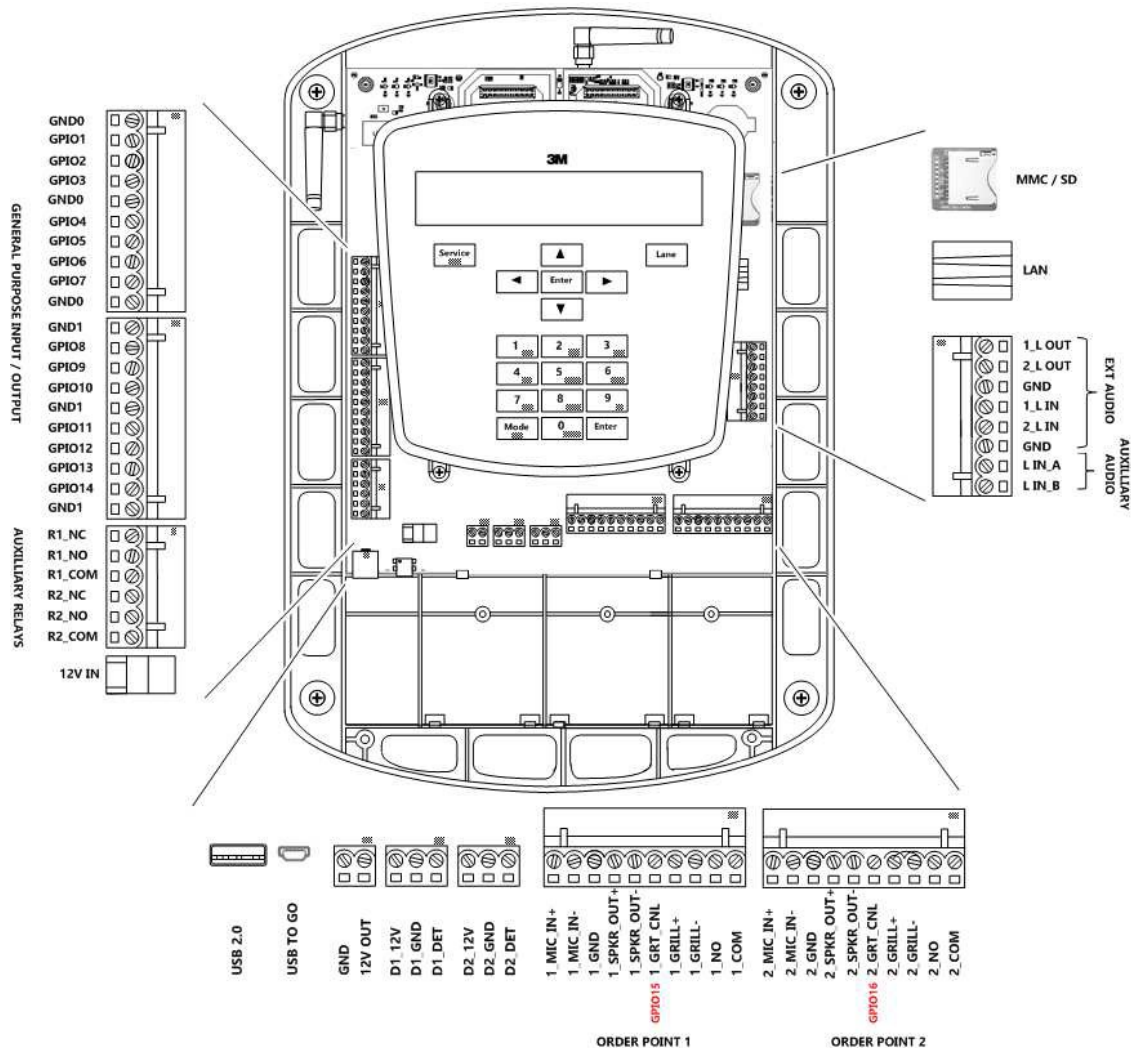 3M
Service
Lane
▲
◄ Enter ►
▼
1 2 3
4 5 6
7 8 9
Mode 0 Enter
GENERAL PURPOSE INPUT / OUTPUT
GND0
GPIO1
GPIO2
GPIO3
GND0
GPIO4
GPIO5
GPIO6
GPIO7
GND0
GND1
GPIO8
GPIO9
GPIO10
GND1
GPIO11
GPIO12
GPIO13
GPIO14
GND1
AUXILLIARY RELAYS
R1_NC
R1_NO
R1_COM
R2_NC
R2_NO
R2_COM
12V IN
MMC / SD
LAN
1_L OUT
2_L OUT
GND
1_L IN
2_L IN
GND
L IN_A
L IN_B
EXT AUDIO
AUXILLIARY
AUDIO
USB 2.0
USB TO GO
GND
12V OUT
D1_12V
D1_GND
D1_DET
D2_12V
D2_GND
D2_DET
1_MIC_IN+
1_MIC_IN-
1_GND
1_SPKR_OUT+
1_SPKR_OUT-
1_GRT_CNL
GPIO15
1_GRILL+
1_GRILL-
1_NO
1_COM
ORDER POINT 1
2_MIC_IN+
2_MIC_IN-
2_GND
2_SPKR_OUT+
2_SPKR_OUT-
2_GRT_CNL
GPIO16
2_GRILL+
2_GRILL-
2_NO
2_COM
ORDER POINT 2